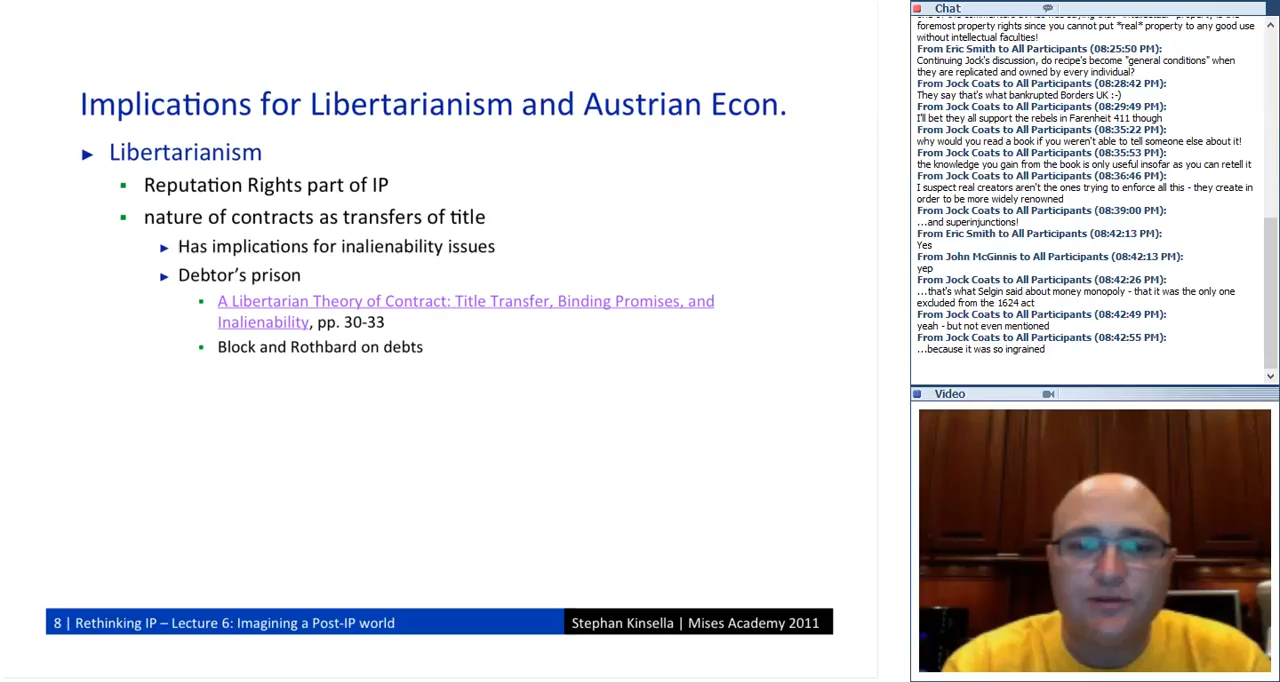 Implications for Libertarianism and Austrian Econ.
► Libertarianism
▪ Reputation Rights part of IP
▪ nature of contracts as transfers of title
► Has implications for inalienability issues
► Debtor’s prison
▪ A Libertarian Theory of Contract: Title Transfer, Binding Promises, and
Inalienability, pp. 30-33
▪ Block and Rothbard on debts
8 | Rethinking IP – Lecture 6: Imagining a Post-IP world
Stephan Kinsella | Mises Academy 2011
Chat
foremost property rights since you cannot put *real* property to any good use
without intellectual faculties!
From Eric Smith to All Participants (08:25:50 PM):
Continuing Jock's discussion, do recipe's become "general conditions" when
they are replicated and owned by every individual?
From Jock Coats to All Participants (08:28:42 PM):
They say that's what bankrupted Borders UK :-)
From Jock Coats to All Participants (08:29:49 PM):
I'll bet they all support the rebels in Farenheit 411 though
From Jock Coats to All Participants (08:35:22 PM):
why would you read a book if you weren't able to tell someone else about it!
From Jock Coats to All Participants (08:35:53 PM):
the knowledge you gain from the book is only useful insofar as you can retell it
From Jock Coats to All Participants (08:36:46 PM):
I suspect real creators aren't the ones trying to enforce all this - they create in
order to be more widely renowned
From Jock Coats to All Participants (08:39:00 PM):
...and superinjunctions!
From Eric Smith to All Participants (08:42:13 PM):
Yes
From John McGinnis to All Participants (08:42:13 PM):
yep
From Jock Coats to All Participants (08:42:26 PM):
...that's what Selgin said about money monopoly - that it was the only one
excluded from the 1624 act
From Jock Coats to All Participants (08:42:49 PM):
yeah - but not even mentioned
From Jock Coats to All Participants (08:42:55 PM):
...because it was so ingrained
Video